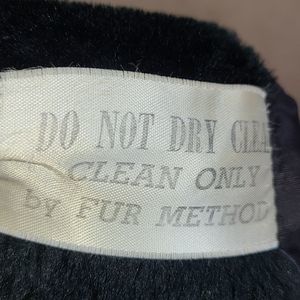 DO NOT DRY CLEA
CLEAN ONLY
by FUR METHOD